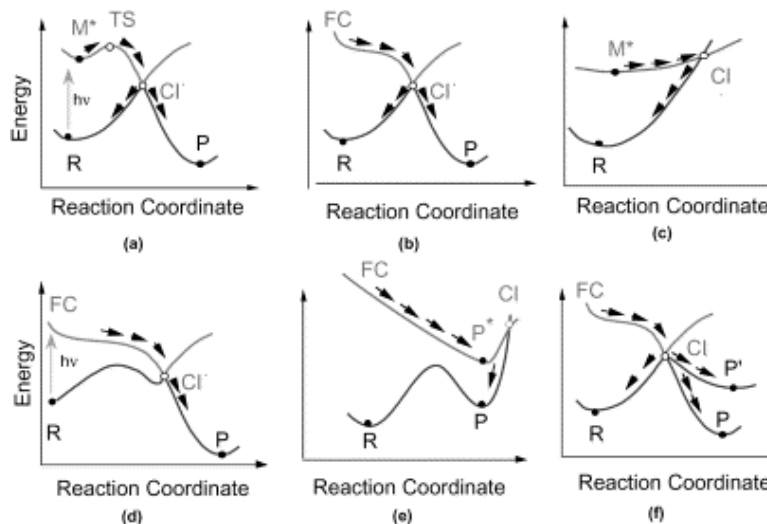 M* TS
hν
CI
R
P
Energy
Reaction Coordinate
(a)
FC
CI
R
P
Reaction Coordinate
(b)
M*
CI
R
Reaction Coordinate
(c)
FC
hν
CI
R
P
Energy
Reaction Coordinate
(d)
FC
CI
P*
R
P
Reaction Coordinate
(e)
FC
CI
P'
R
P
Reaction Coordinate
(f)